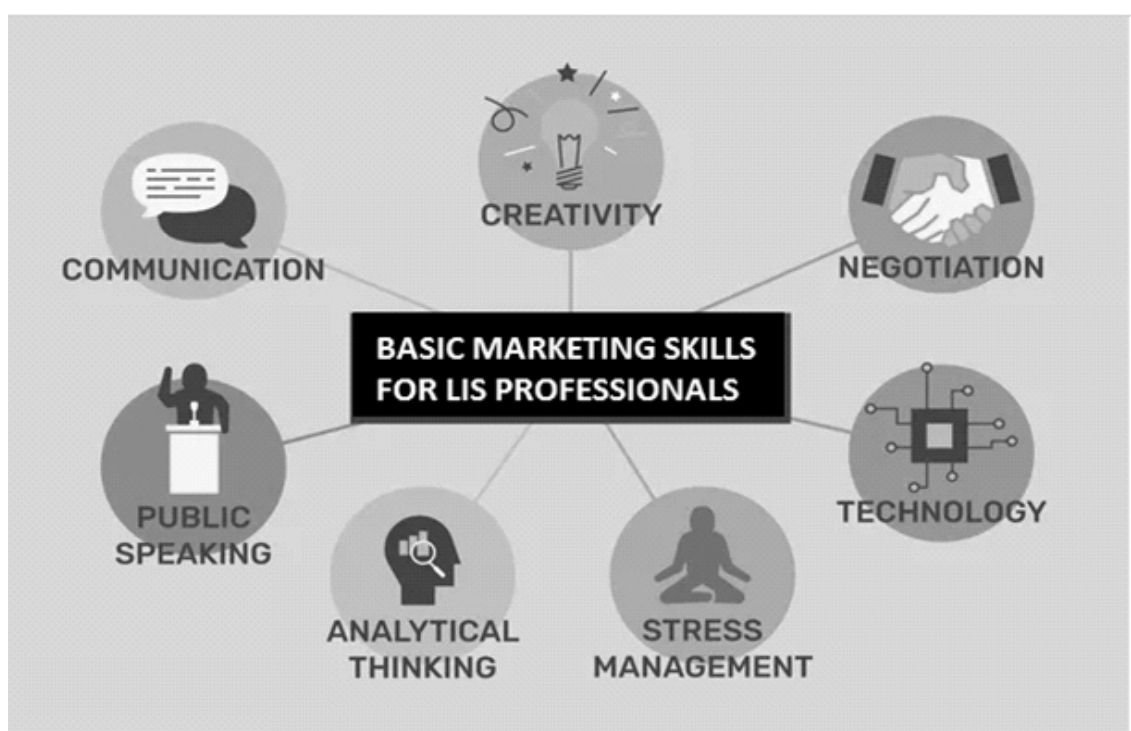 CREATIVITY
COMMUNICATION
NEGOTIATION
BASIC MARKETING SKILLS
FOR LIS PROFESSIONALS
PUBLIC
SPEAKING
TECHNOLOGY
ANALYTICAL
THINKING
STRESS
MANAGEMENT